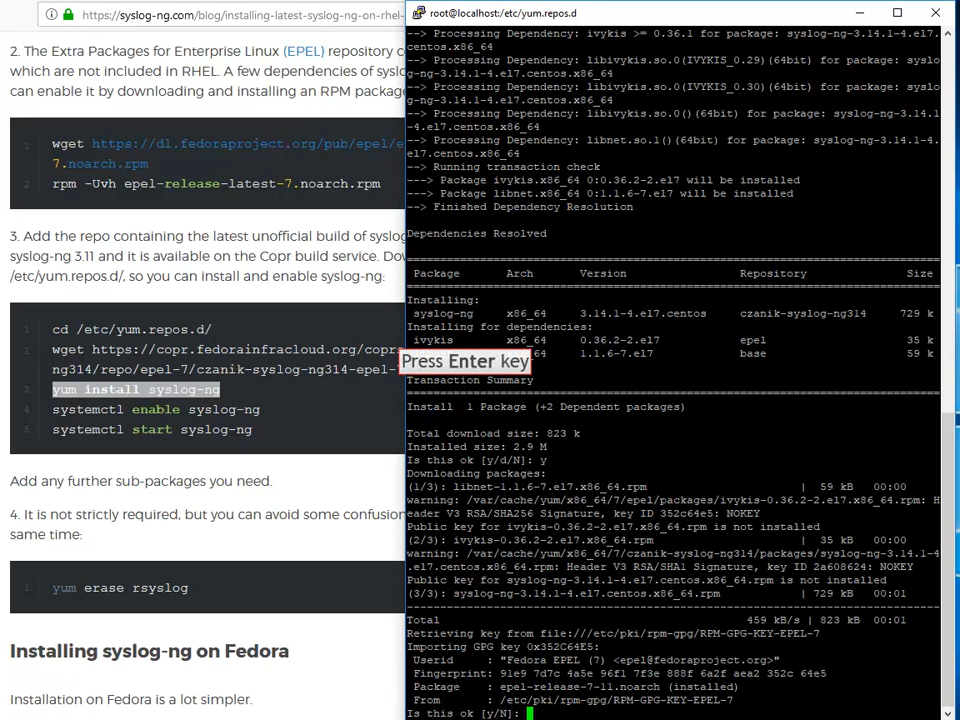 https://syslog-ng.com/blog/installing-latest-syslog-ng-on-rhel-
2. The Extra Packages for Enterprise Linux (EPEL) repository c
which are not included in RHEL. A few dependencies of syslo
can enable it by downloading and installing an RPM package
1 wget https://dl.fedoraproject.org/pub/epel/e
7.noarch.rpm
2 rpm -Uvh epel-release-latest-7.noarch.rpm
3. Add the repo containing the latest unofficial build of syslog
syslog-ng 3.11 and it is available on the Copr build service. Dow
/etc/yum.repos.d/, so you can install and enable syslog-ng:
1 cd /etc/yum.repos.d/
2 wget https://copr.fedorainfracloud.org/copr
ng314/repo/epel-7/czanik-syslog-ng314-epel-
3 yum install syslog-ng
4 systemctl enable syslog-ng
5 systemctl start syslog-ng
Add any further sub-packages you need.
4. It is not strictly required, but you can avoid some confusion
same time:
1 yum erase rsyslog
Installing syslog-ng on Fedora
Installation on Fedora is a lot simpler.
root@localhost:/etc/yum.repos.d
--> Processing Dependency: ivykis >= 0.36.1 for package: syslog-ng-3.14.1-4.el7.
centos.x86_64
--> Processing Dependency: libivykis.so.0(IVYKIS_0.29)(64bit) for package: syslo
g-ng-3.14.1-4.el7.centos.x86_64
--> Processing Dependency: libivykis.so.0(IVYKIS_0.30)(64bit) for package: syslo
g-ng-3.14.1-4.el7.centos.x86_64
--> Processing Dependency: libivykis.so.0()(64bit) for package: syslog-ng-3.14.1
-4.el7.centos.x86_64
--> Processing Dependency: libnet.so.1()(64bit) for package: syslog-ng-3.14.1-4.
el7.centos.x86_64
--> Running transaction check
---> Package ivykis.x86_64 0:0.36.2-2.el7 will be installed
---> Package libnet.x86_64 0:1.1.6-7.el7 will be installed
--> Finished Dependency Resolution
Dependencies Resolved
================================================================================
Package Arch Version Repository Size
================================================================================
Installing:
syslog-ng x86_64 3.14.1-4.el7.centos czanik-syslog-ng314 729 k
Installing for dependencies:
ivykis x86_64 0.36.2-2.el7 epel 35 k
64 1.1.6-7.el7 base 59 k
Press Enter key
Transaction Summary
================================================================================
Install 1 Package (+2 Dependent packages)
Total download size: 823 k
Installed size: 2.9 M
Is this ok [y/d/N]: y
Downloading packages:
(1/3): libnet-1.1.6-7.el7.x86_64.rpm | 59 kB 00:00
warning: /var/cache/yum/x86_64/7/epel/packages/ivykis-0.36.2-2.el7.x86_64.rpm: H
eader V3 RSA/SHA256 Signature, key ID 352c64e5: NOKEY
Public key for ivykis-0.36.2-2.el7.x86_64.rpm is not installed
(2/3): ivykis-0.36.2-2.el7.x86_64.rpm | 35 kB 00:00
warning: /var/cache/yum/x86_64/7/czanik-syslog-ng314/packages/syslog-ng-3.14.1-4
.el7.centos.x86_64.rpm: Header V3 RSA/SHA1 Signature, key ID 2a608624: NOKEY
Public key for syslog-ng-3.14.1-4.el7.centos.x86_64.rpm is not installed
(3/3): syslog-ng-3.14.1-4.el7.centos.x86_64.rpm | 729 kB 00:01
--------------------------------------------------------------------------------
Total 459 kB/s | 823 kB 00:01
Retrieving key from file:///etc/pki/rpm-gpg/RPM-GPG-KEY-EPEL-7
Importing GPG key 0x352C64E5:
Userid : "Fedora EPEL (7) <epel@fedoraproject.org>"
Fingerprint: 91e9 7d7c 4a5e 96f1 7f3e 888f 6a2f aea2 352c 64e5
Package : epel-release-7-11.noarch (installed)
From : /etc/pki/rpm-gpg/RPM-GPG-KEY-EPEL-7
Is this ok [y/N]: